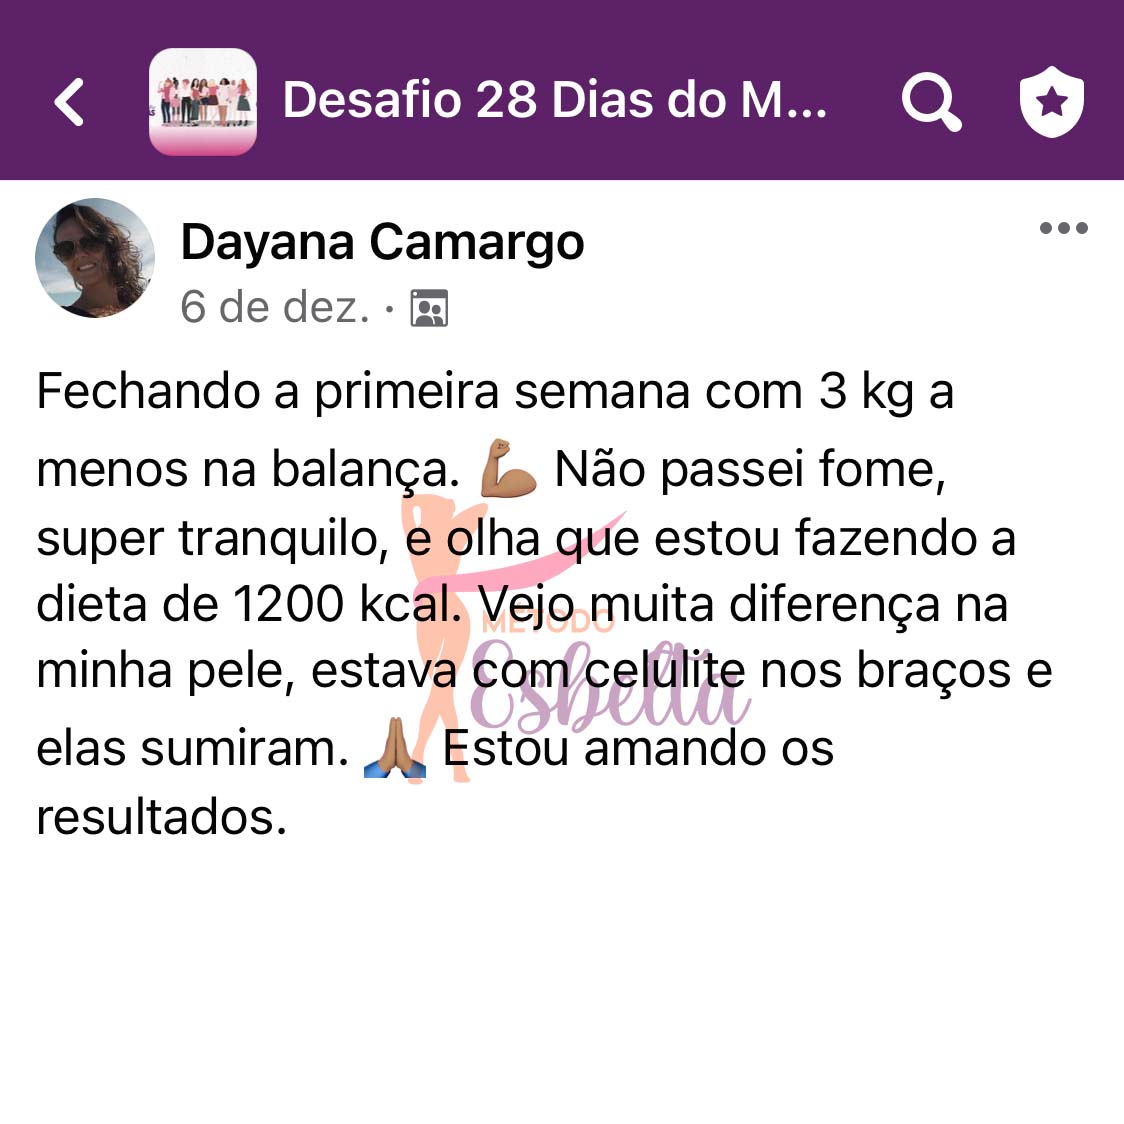 Desafio 28 Dias do M...
Dayana Camargo
6 de dez. ·
Fechando a primeira semana com 3 kg a
menos na balança. 💪🏽 Não passei fome,
super tranquilo, e olha que estou fazendo a
dieta de 1200 kcal. Vejo muita diferença na
minha pele, estava com celulite nos braços e
elas sumiram. 🙏🏽 Estou amando os
resultados.
MÉTODO
Esbelta